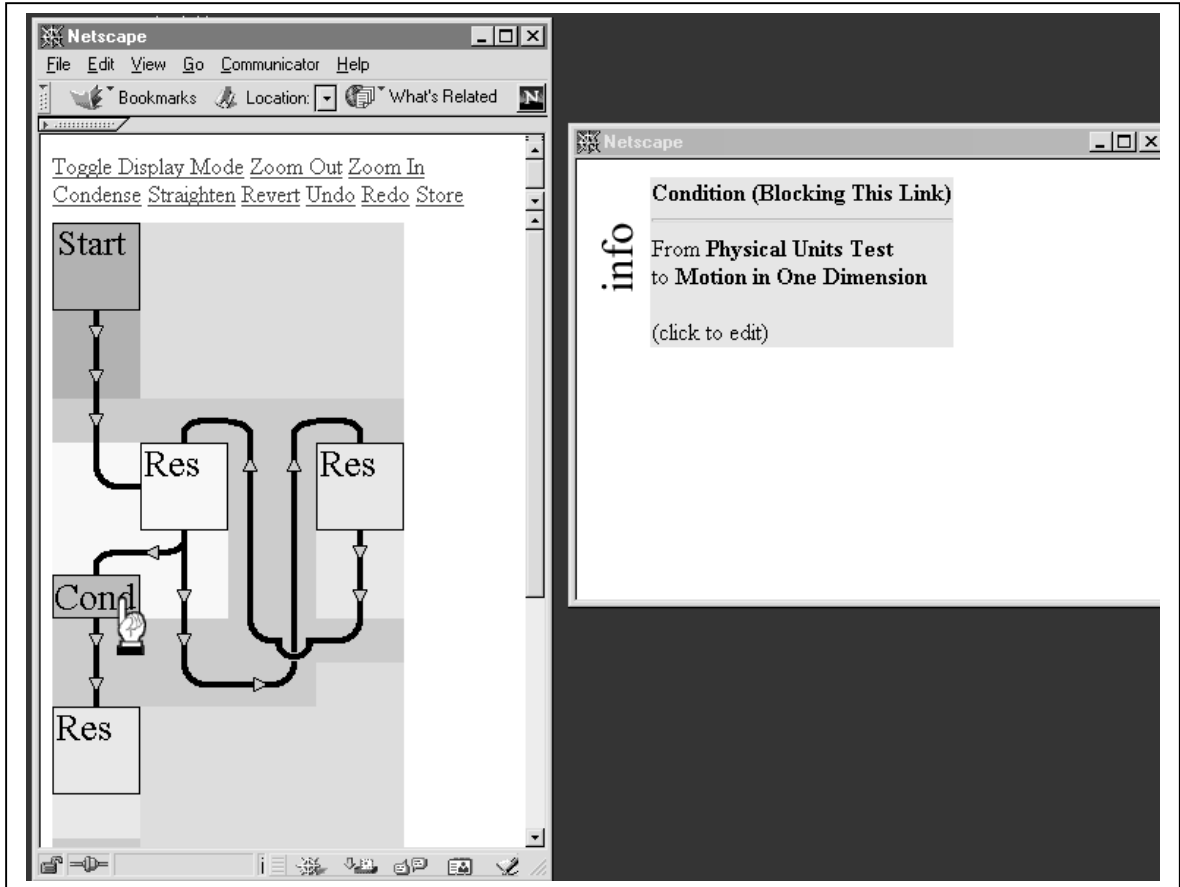 Netscape
File Edit View Go Communicator Help
Bookmarks Location: What's Related N
Toggle Display Mode Zoom Out Zoom In
Condense Straighten Revert Undo Redo Store
Start
Res Res
Cond
Res
i
Netscape
info
Condition (Blocking This Link)
From Physical Units Test
to Motion in One Dimension
(click to edit)